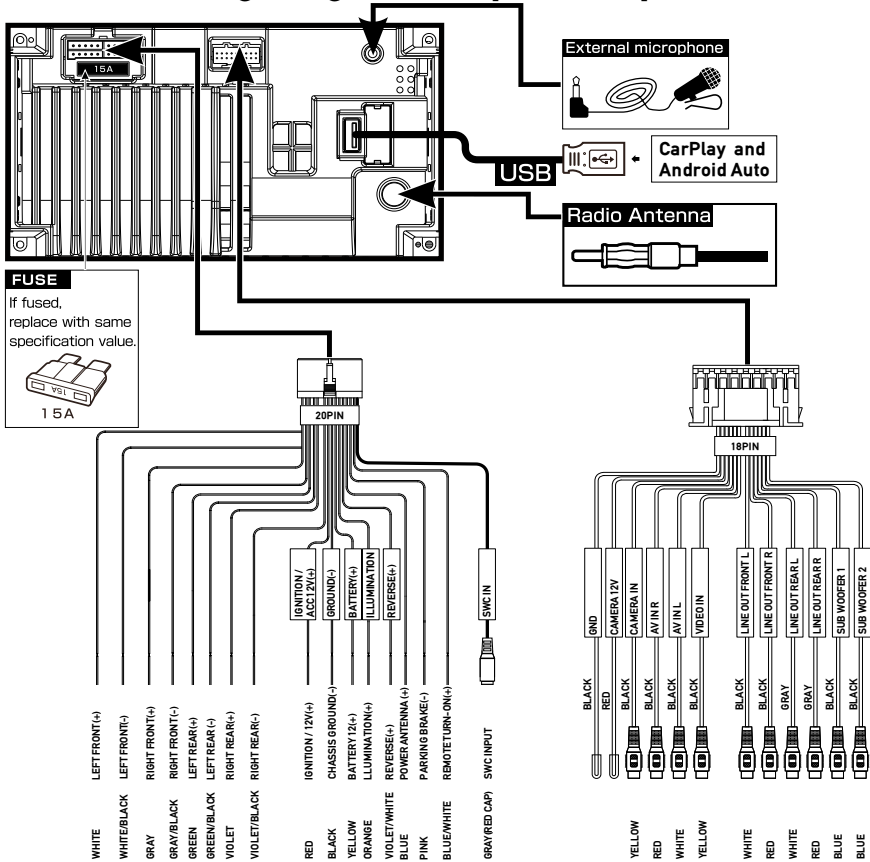 15A
External microphone
USB
CarPlay and
Android Auto
Radio Antenna
FUSE
If fused,
replace with same
specification value.
15A
15A
20PIN
18PIN
IGNITION /
ACC12V(+)
GROUND(-)
BATTERY(+)
ILLUMINATION
REVERSE(+)
SWC IN
GND
CAMERA 12V
CAMERA IN
AV IN R
AV IN L
VIDEO IN
LINE OUT FRONT L
LINE OUT FRONT R
LINE OUT REAR L
LINE OUT REAR R
SUB WOOFER 1
SUB WOOFER 2
BLACK
RED
BLACK
BLACK
BLACK
BLACK
BLACK
BLACK
GRAY
GRAY
BLACK
BLACK
WHITE LEFT FRONT(+)
WHITE/BLACK LEFT FRONT(-)
GRAY RIGHT FRONT(+)
GRAY/BLACK RIGHT FRONT(-)
GREEN LEFT REAR(+)
GREEN/BLACK LEFT REAR(-)
VIOLET RIGHT REAR(+)
VIOLET/BLACK RIGHT REAR(-)
RED IGNITION / 12V(+)
BLACK CHASSIS GROUND(-)
YELLOW BATTERY 12(+)
ORANGE LLUMINATION(+)
VIOLET/WHITE REVERSE(+)
BLUE POWER ANTENNA(+)
PINK PARKING BRAKE(-)
BLUE/WHITE REMOTE TURN-ON(+)
GRAY(RED CAP) SWC INPUT
YELLOW
RED
WHITE
YELLOW
WHITE
RED
WHITE
RED
BLUE
BLUE